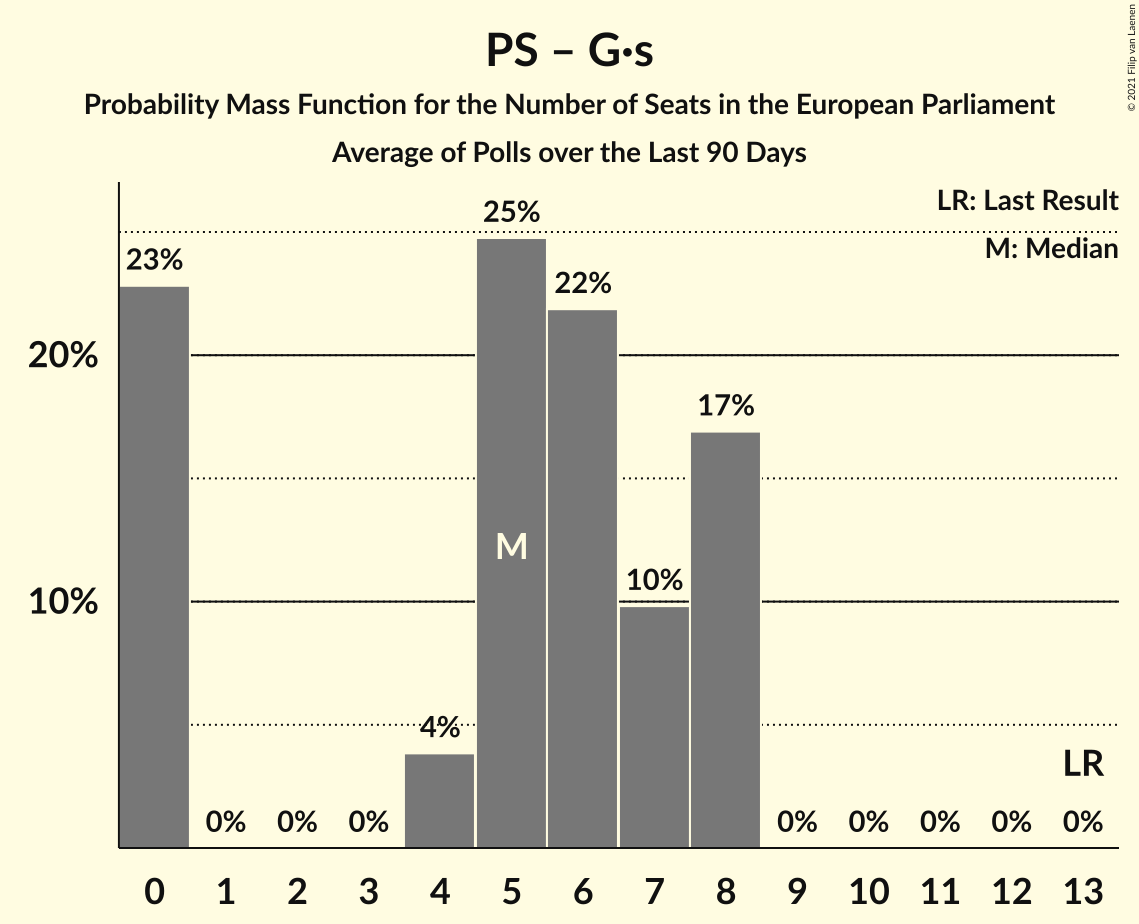 PS – G·s
Probability Mass Function for the Number of Seats in the European Parliament
Average of Polls over the Last 90 Days
© 2021 Filip van Laenen
LR: Last Result
M: Median
25%
23%
22%
20%
17%
M
10%
10%
4%
LR
0% 0% 0% 0% 0% 0% 0% 0%
0 1 2 3 4 5 6 7 8 9 10 11 12 13